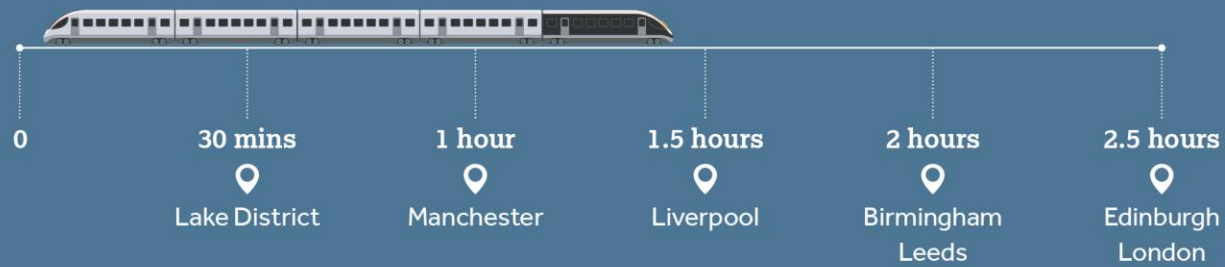 0
30 mins
Lake District
1 hour
Manchester
1.5 hours
Liverpool
2 hours
Birmingham
Leeds
2.5 hours
Edinburgh
London